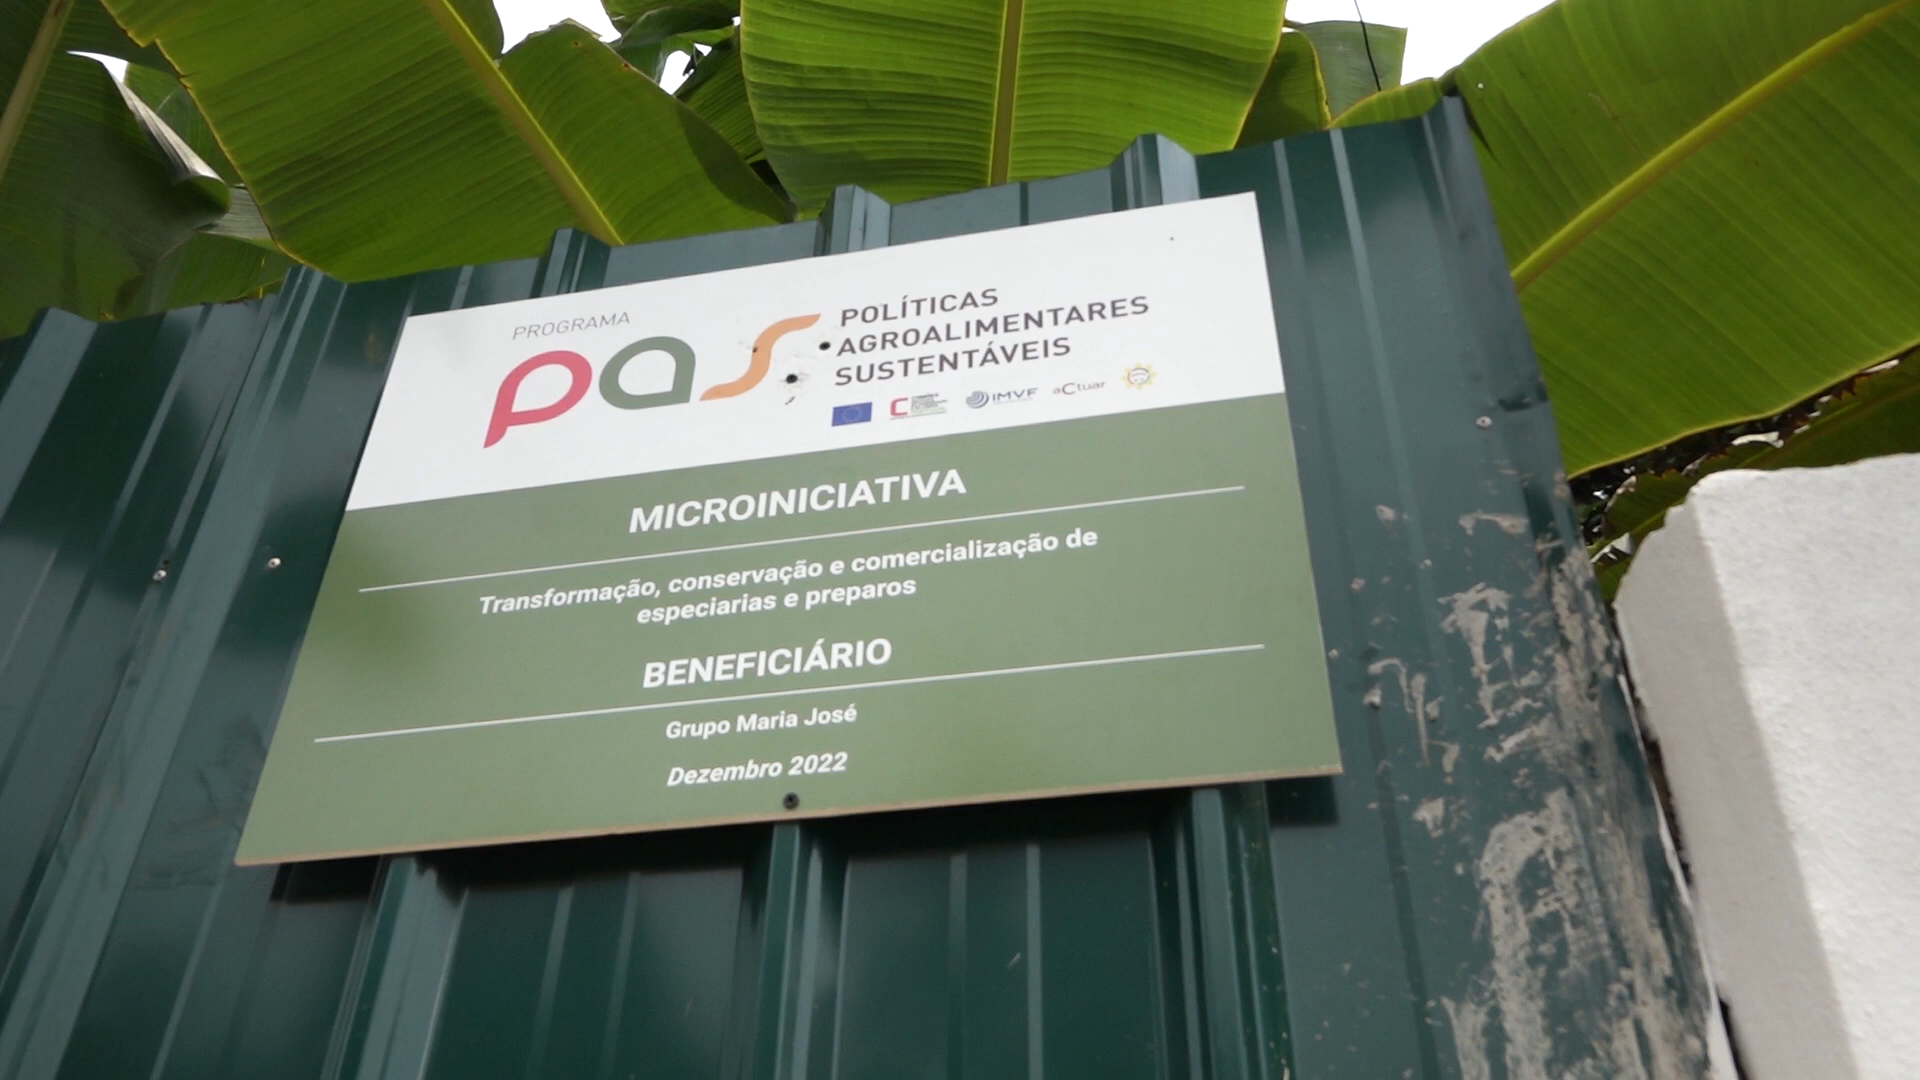 PROGRAMA
pas
POLÍTICAS
AGROALIMENTARES
SUSTENTÁVEIS
IMVF
aCtuar
MICROINICIATIVA
Transformação, conservação e comercialização de
especiarias e preparos
BENEFICIÁRIO
Grupo Maria José
Dezembro 2022